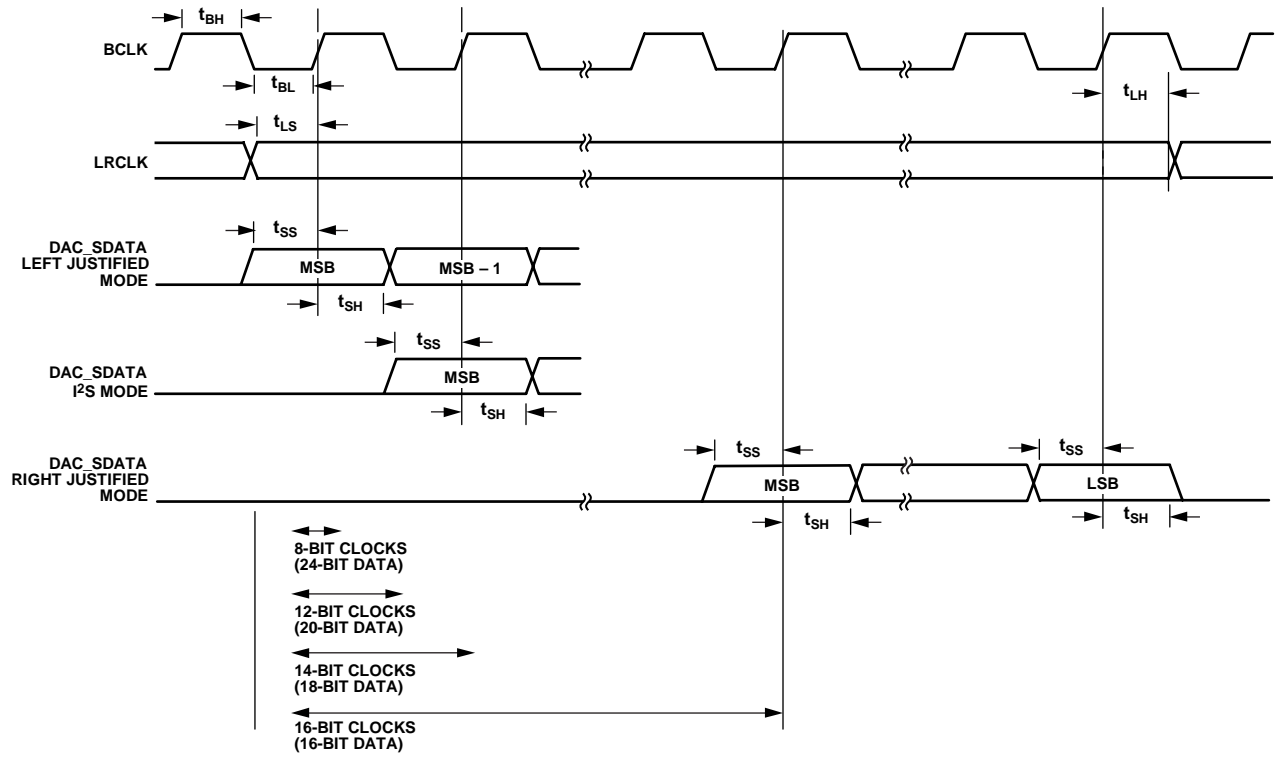 tBH
BCLK
tBL
tLH
tLS
LRCLK
tSS
DAC_SDATA
LEFT JUSTIFIED
MODE
MSB
MSB – 1
tSH
tSS
DAC_SDATA
I2S MODE
MSB
tSH
DAC_SDATA
RIGHT JUSTIFIED
MODE
tSS
tSS
MSB
LSB
tSH
tSH
8-BIT CLOCKS
(24-BIT DATA)
12-BIT CLOCKS
(20-BIT DATA)
14-BIT CLOCKS
(18-BIT DATA)
16-BIT CLOCKS
(16-BIT DATA)